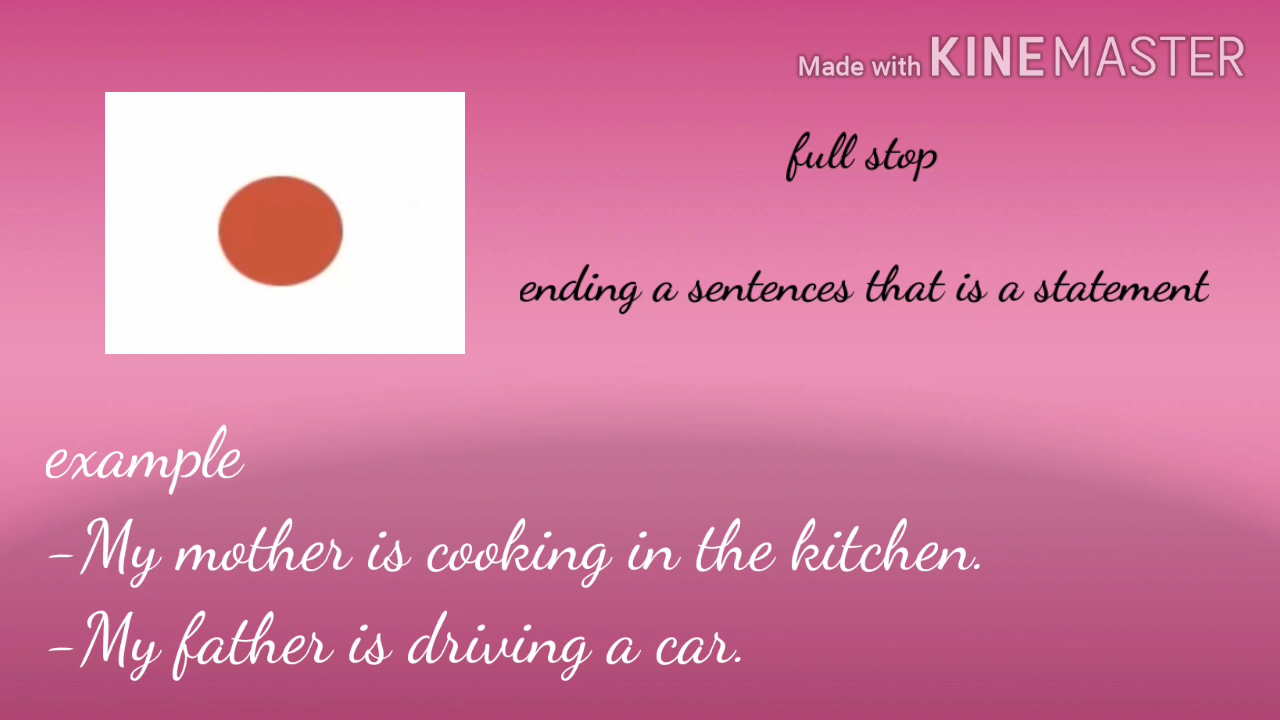 Made with KINEMASTER
full stop
ending a sentences that is a statement
example
-My mother is cooking in the kitchen.
-My father is driving a car.